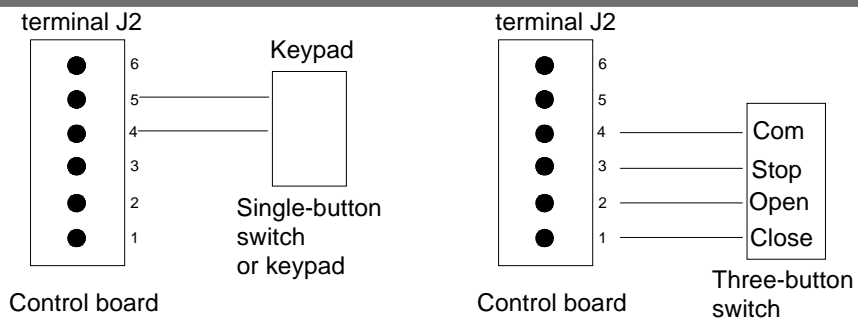 terminal J2
Keypad
6
5
4
3
2
1
Single-button
switch
or keypad
Control board
terminal J2
6
5
4
3
2
1
Com
Stop
Open
Close
Three-button
switch
Control board